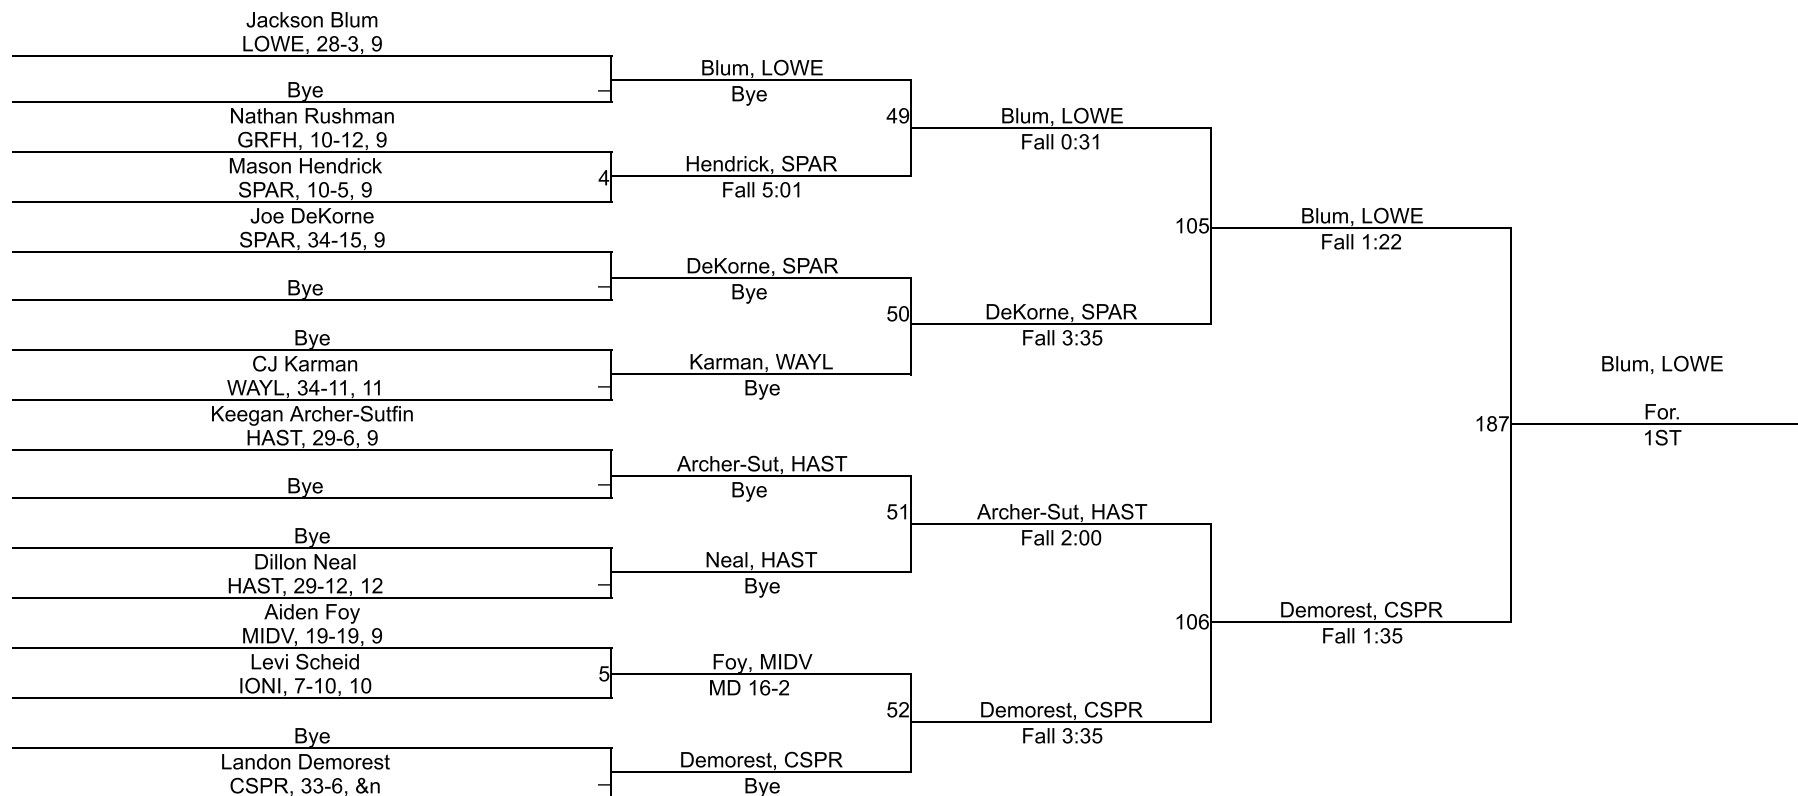 Jackson Blum
LOWE, 28-3, 9
Bye
Nathan Rushman
GRFH, 10-12, 9
Mason Hendrick
SPAR, 10-5, 9
Joe DeKorne
SPAR, 34-15, 9
Bye
Bye
CJ Karman
WAYL, 34-11, 11
Keegan Archer-Sutfin
HAST, 29-6, 9
Bye
Bye
Dillon Neal
HAST, 29-12, 12
Aiden Foy
MIDV, 19-19, 9
Levi Scheid
IONI, 7-10, 10
Bye
Landon Demorest
CSPR, 33-6, &n
4
5
Blum, LOWE
Bye
Hendrick, SPAR
Fall 5:01
DeKorne, SPAR
Bye
Karman, WAYL
Bye
Archer-Sut, HAST
Bye
Neal, HAST
Bye
Foy, MIDV
MD 16-2
Demorest, CSPR
Bye
49
50
51
52
Blum, LOWE
Fall 0:31
DeKorne, SPAR
Fall 3:35
Archer-Sut, HAST
Fall 2:00
Demorest, CSPR
Fall 3:35
105
106
Blum, LOWE
Fall 1:22
Demorest, CSPR
Fall 1:35
187
Blum, LOWE
For.
1ST